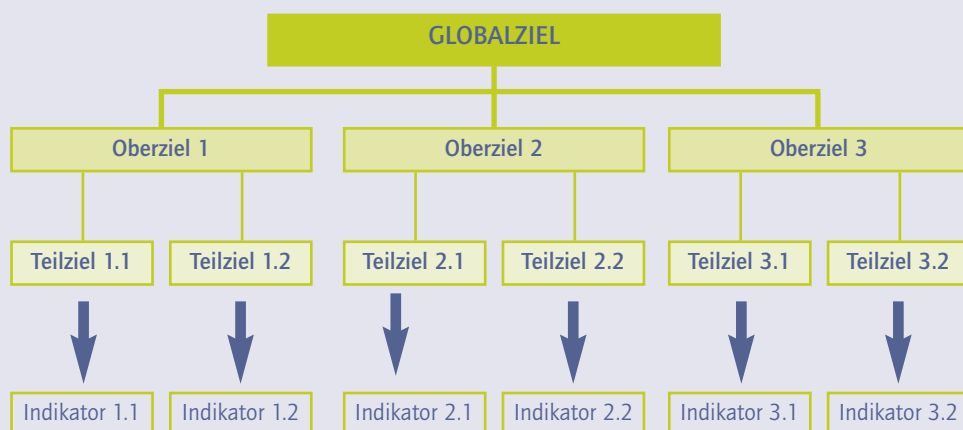 GLOBALZIEL
Oberziel 1
Oberziel 2
Oberziel 3
Teilziel 1.1
Teilziel 1.2
Teilziel 2.1
Teilziel 2.2
Teilziel 3.1
Teilziel 3.2
Indikator 1.1
Indikator 1.2
Indikator 2.1
Indikator 2.2
Indikator 3.1
Indikator 3.2